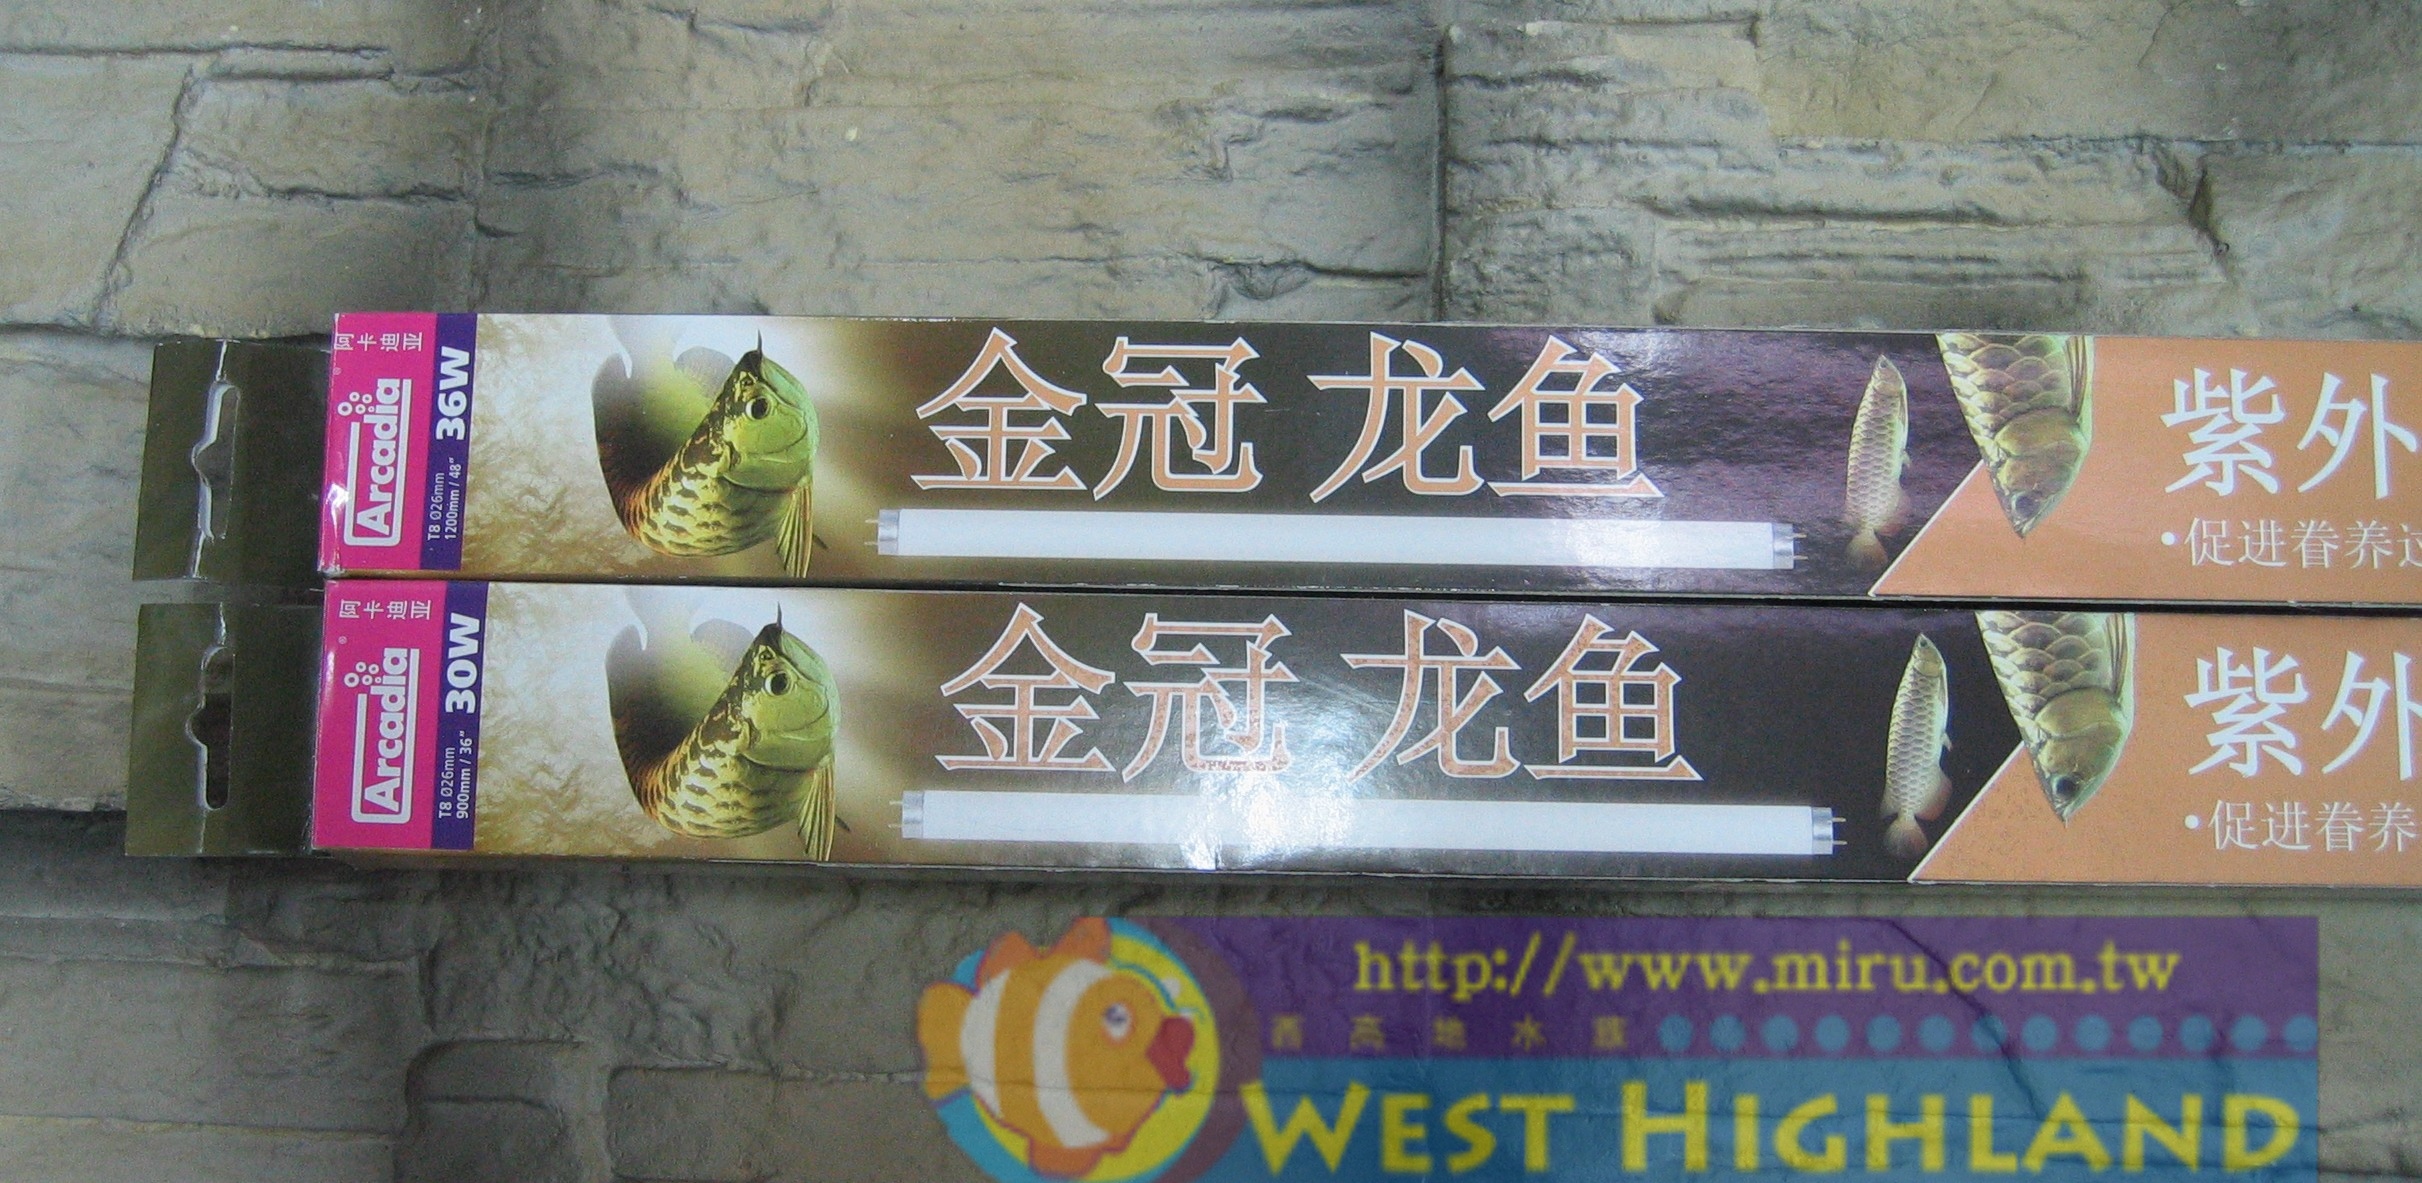 阿卡迪亚
Arcadia
36W
T8 Ø26mm
1200mm / 48"
金冠 龙鱼
紫外
•促进眷养过
阿卡迪亚
Arcadia
30W
T8 Ø26mm
900mm / 36"
金冠 龙鱼
紫外
•促进眷养
http://www.miru.com.tw
西高地水族
WEST HIGHLAND